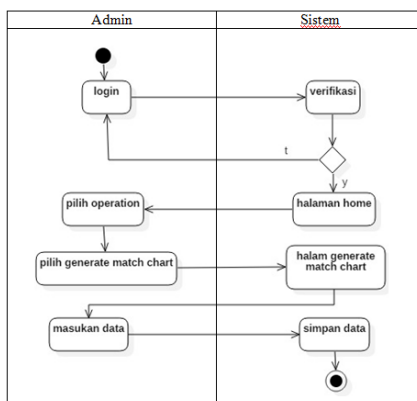 Admin
Sistem
login
verifikasi
t
y
pilih operation
halaman home
pilih generate match chart
halam generate
match chart
masukan data
simpan data